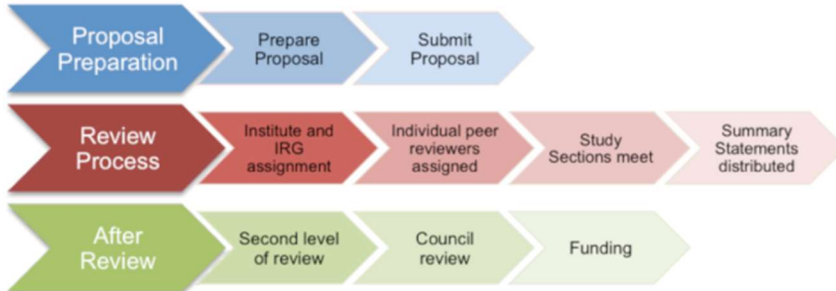 Proposal
Preparation
Prepare
Proposal
Submit
Proposal
Review
Process
Institute and
IRG
assignment
Individual peer
reviewers
assigned
Study
Sections meet
Summary
Statements
distributed
After
Review
Second level
of review
Council
review
Funding